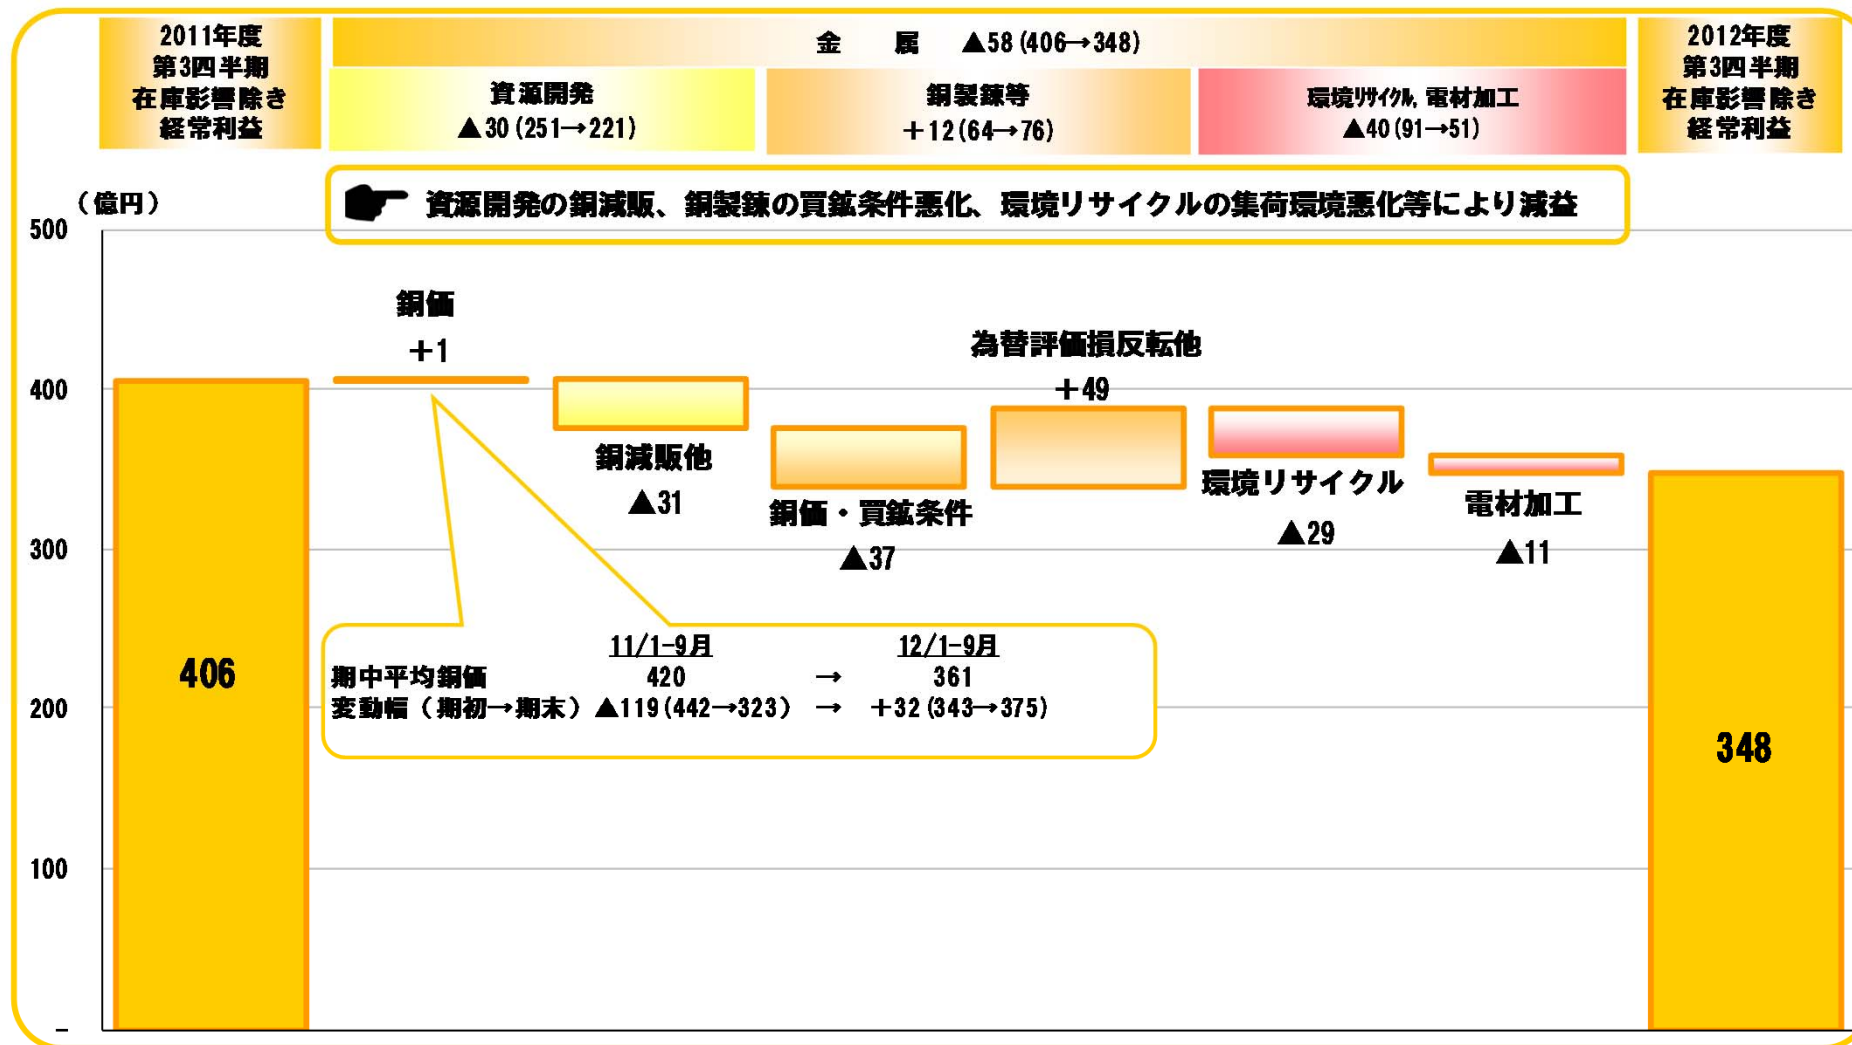 2011年度
第3四半期
在庫影響除き
経常利益
金　属　▲58(406→348)
資源開発
▲30(251→221)
銅製錬等
＋12(64→76)
環境ﾘｻｲｸﾙ,電材加工
▲40(91→51)
2012年度
第3四半期
在庫影響除き
経常利益
資源開発の銅減販、銅製錬の買鉱条件悪化、環境リサイクルの集荷環境悪化等により減益
（億円）
500
400
300
200
100
–
406
銅価
＋1
銅減販他
▲31
銅価・買鉱条件
▲37
為替評価損反転他
＋49
環境リサイクル
▲29
電材加工
▲11
348
11/1-9月　12/1-9月
期中平均銅価　420　→　361
変動幅（期初→期末）▲119(442→323)　→　＋32(343→375)